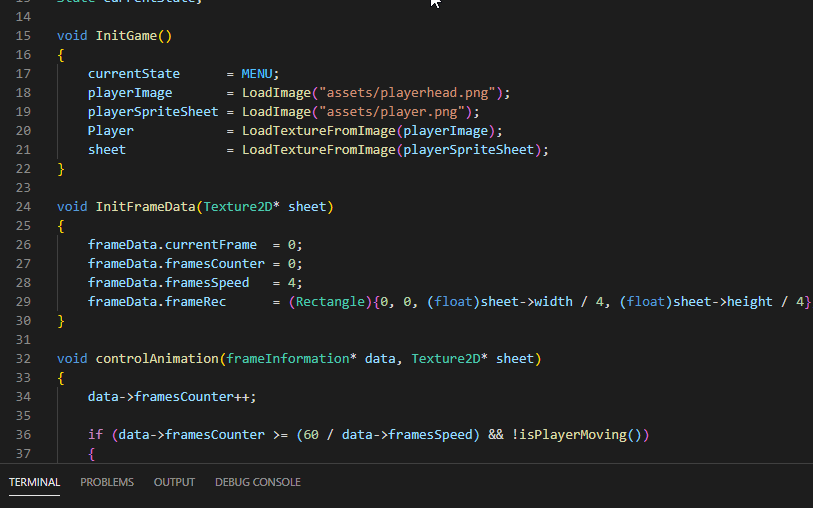 13 State currentState;
14
15 void InitGame()
16 {
17     currentState      = MENU;
18     playerImage       = LoadImage("assets/playerhead.png");
19     playerSpriteSheet = LoadImage("assets/player.png");
20     Player            = LoadTextureFromImage(playerImage);
21     sheet             = LoadTextureFromImage(playerSpriteSheet);
22 }
23
24 void InitFrameData(Texture2D* sheet)
25 {
26     frameData.currentFrame  = 0;
27     frameData.framesCounter = 0;
28     frameData.framesSpeed   = 4;
29     frameData.frameRec      = (Rectangle){0, 0, (float)sheet->width / 4, (float)sheet->height / 4}
30 }
31
32 void controlAnimation(frameInformation* data, Texture2D* sheet)
33 {
34     data->framesCounter++;
35
36     if (data->framesCounter >= (60 / data->framesSpeed) && !isPlayerMoving())
37     {
TERMINAL PROBLEMS OUTPUT DEBUG CONSOLE